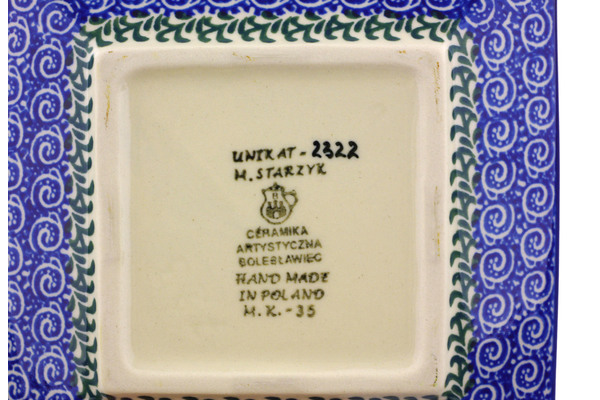 UNIKAT - 2322
M. STARZYK
CERAMIKA
ARTYSTYCZNA
BOLESŁAWIEC
HAND MADE
IN POLAND
M. K. - 35